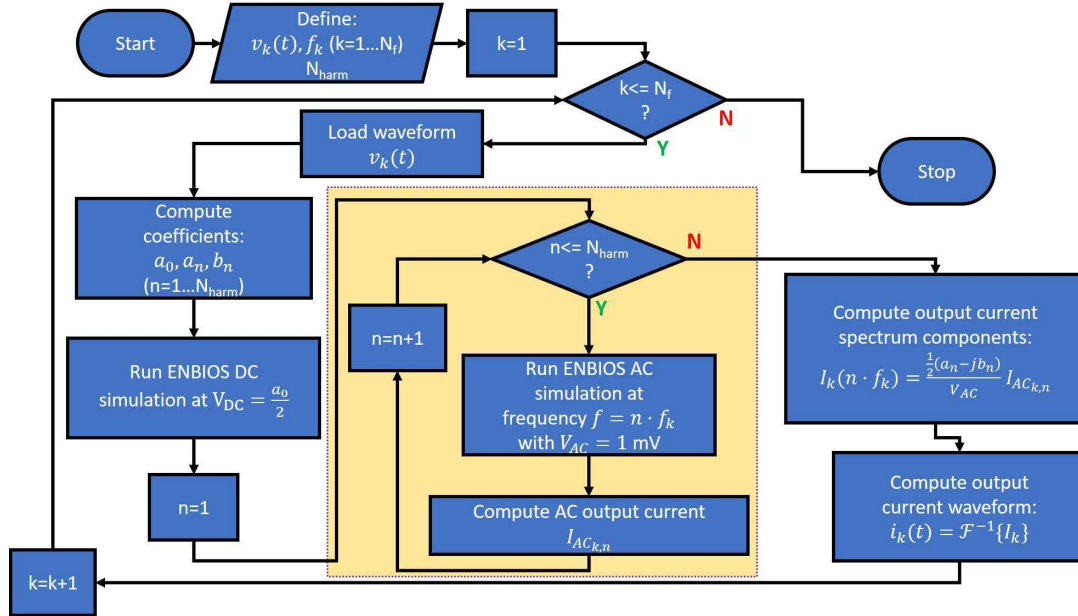 Start
Define:
v_k(t), f_k (k=1...N_f)
N_harm
k=1
k<= N_f
?
N
Y
Load waveform
v_k(t)
Stop
Compute
coefficients:
a_0, a_n, b_n
(n=1...N_harm)
n<= N_harm
?
N
Y
n=n+1
Run ENBIOS DC
simulation at V_DC = a_0/2
Run ENBIOS AC
simulation at
frequency f = n · f_k
with V_AC = 1 mV
Compute output current
spectrum components:
I_k(n · f_k) = (½(a_n−jb_n))/V_AC I_AC_k,n
n=1
Compute AC output current
I_AC_k,n
Compute output
current waveform:
i_k(t) = ℱ⁻¹{I_k}
k=k+1